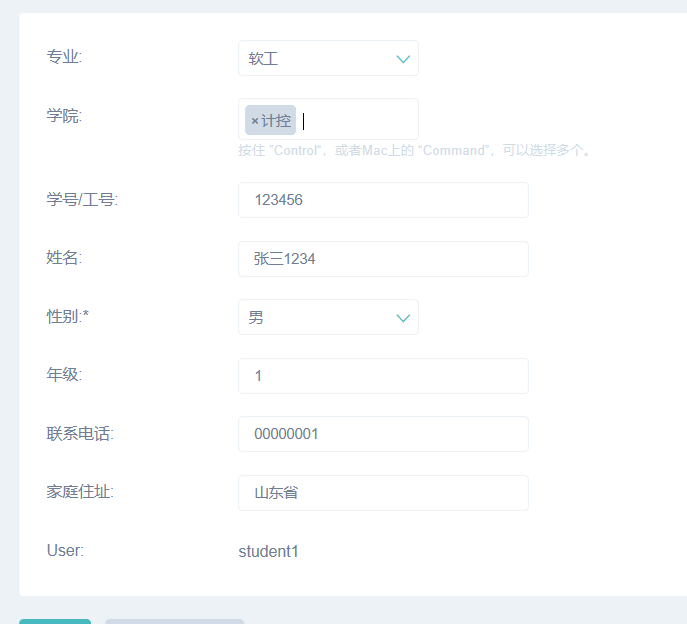 专业: 软工
学院: ×计控
按住 ”Control“，或者Mac上的 “Command”，可以选择多个。
学号/工号: 123456
姓名: 张三1234
性别:* 男
年级: 1
联系电话: 00000001
家庭住址: 山东省
User: student1